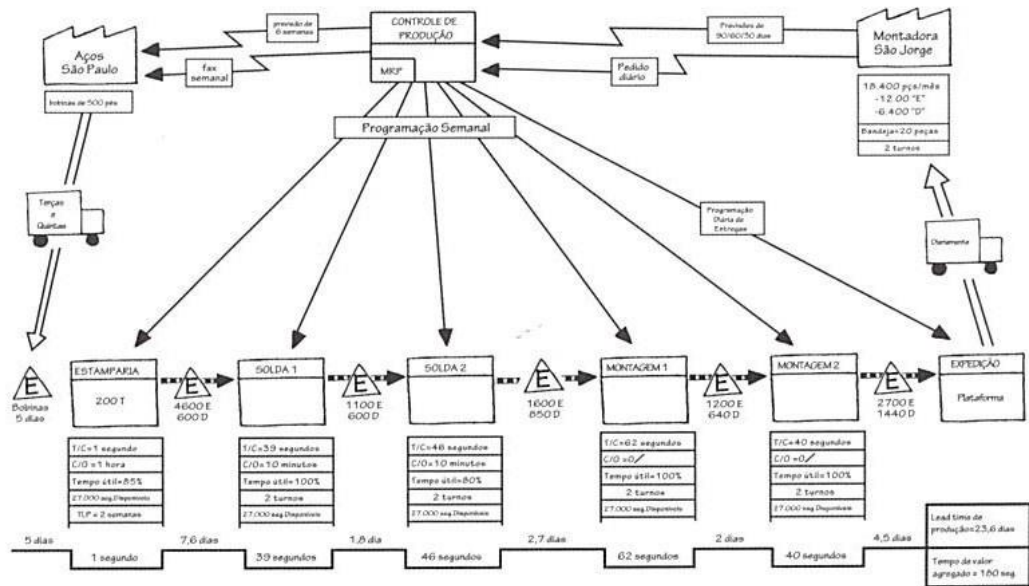 Aços
São Paulo
bobinas de 500 pés
previsão de
6 semanas
fax
semanal
CONTROLE DE
PRODUÇÃO
MRP
Previsões de
90/60/30 dias
Pedido
diário
Montadora
São Jorge
18.400 pçs/mês
-12.00 "E"
-6.400 "D"
Bandeja=20 peças
2 turnos
Programação Semanal
Terças
e
Quintas
Programação
Diária de
Entregas
Diariamente
E
Bobinas
5 dias
ESTAMPARIA
200 T
E
4600 E
600 D
SOLDA 1
E
1100 E
600 D
SOLDA 2
E
1600 E
850 D
MONTAGEM 1
E
1200 E
640 D
MONTAGEM 2
E
2700 E
1440 D
EXPEDIÇÃO
Plataforma
T/C=1 segundo
C/O =1 hora
Tempo útil=85%
27.000 seg.Disponíveis
TLP = 2 semanas
T/C=39 segundos
C/O=10 minutos
Tempo útil=100%
2 turnos
27.000 seg.Disponíveis
T/C=46 segundos
C/O=10 minutos
Tempo útil=80%
2 turnos
27.000 seg.Disponíveis
T/C=62 segundos
C/O =0/
Tempo útil=100%
2 turnos
27.000 seg.Disponíveis
T/C=40 segundos
C/O =0/
Tempo útil=100%
2 turnos
27.000 seg.Disponíveis
5 dias
1 segundo
7,6 dias
39 segundos
1,8 dia
46 segundos
2,7 dias
62 segundos
2 dias
40 segundos
4,5 dias
Lead time de
produção=23,6 dias
Tempo de valor
agregado = 180 seg.